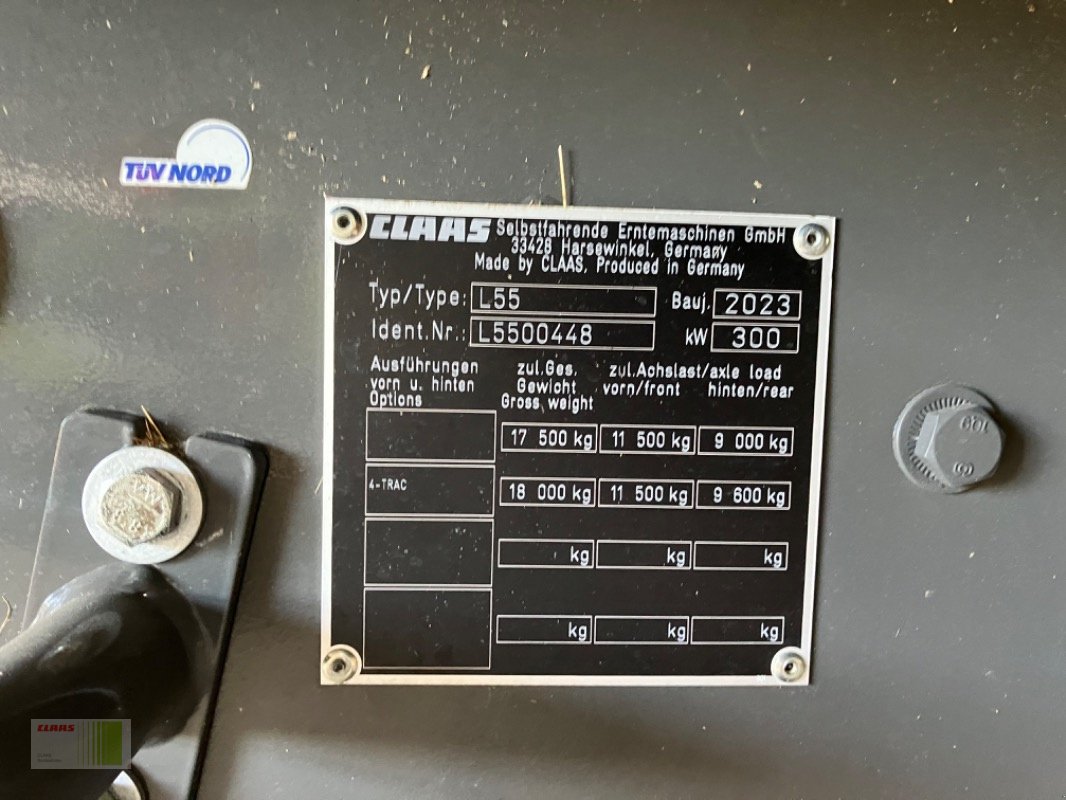 TÜV NORD
CLAAS Selbstfahrende Erntemaschinen GmbH
33428 Harsewinkel, Germany
Made by CLAAS, Produced in Germany
Typ/Type: L55 Bauj. 2023
Ident.Nr.: L5500448 kW 300
Ausführungen zul.Ges. zul.Achslast/axle load
vorn u. hinten Gewicht vorn/front hinten/rear
Options Gross weight
17 500 kg 11 500 kg 9 000 kg
4-TRAC 18 000 kg 11 500 kg 9 600 kg
kg kg kg
kg kg kg
10.9
CLAAS